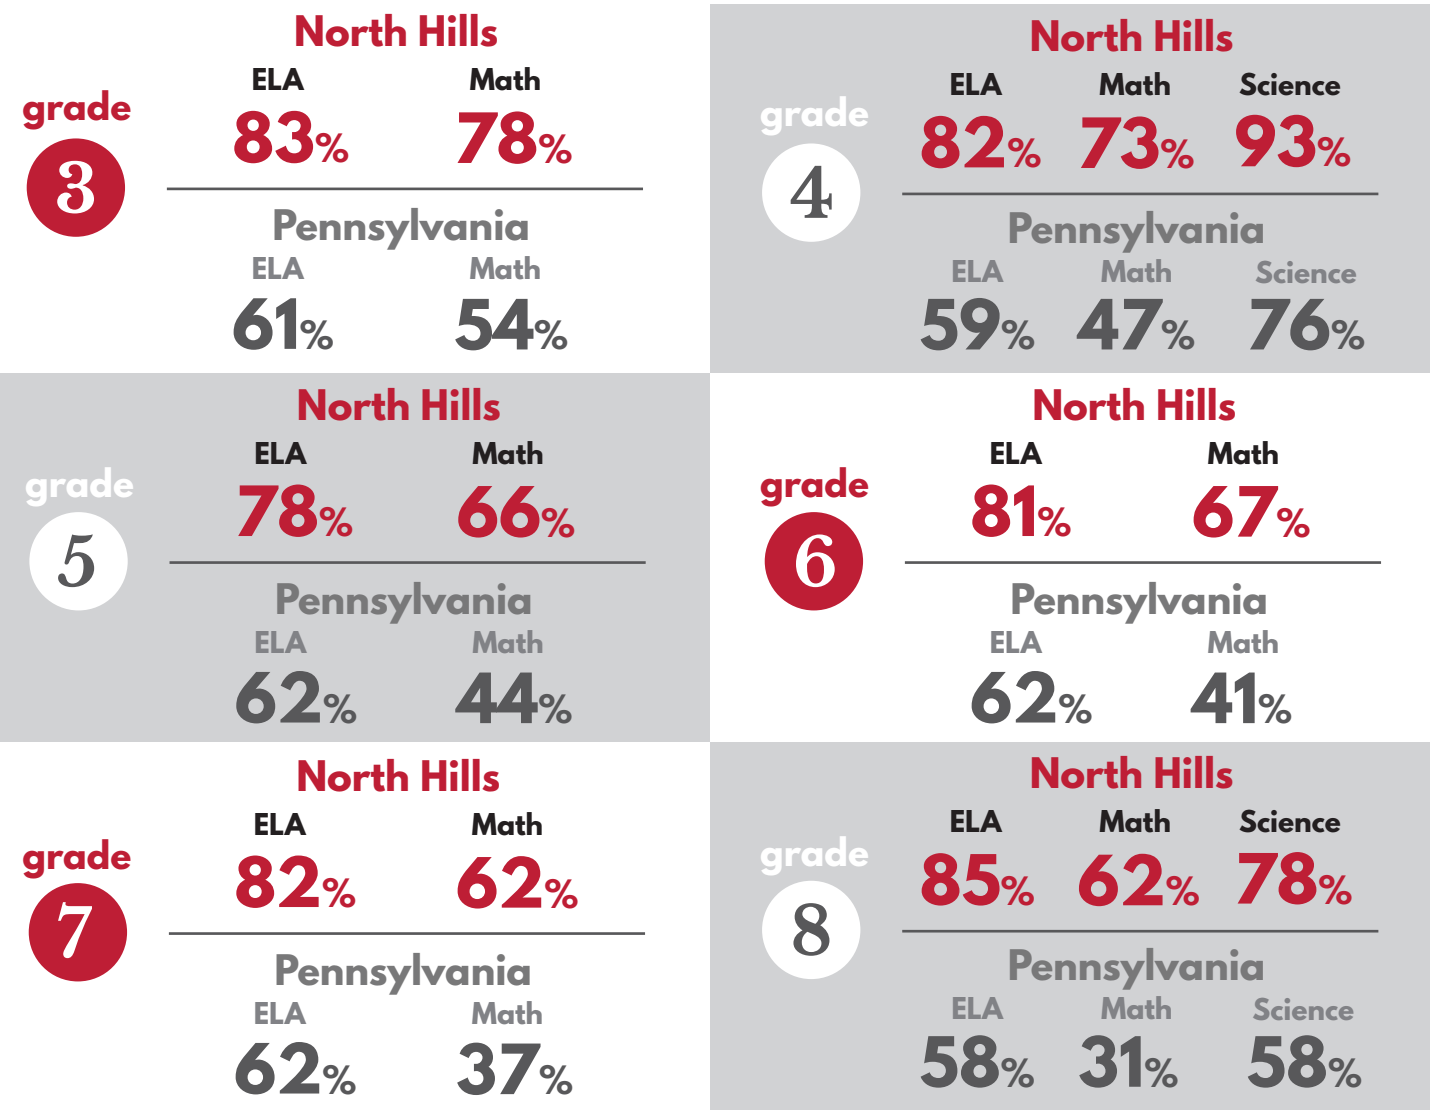 North Hills
ELA Math
grade
83% 78%
3
Pennsylvania
ELA Math
61% 54%
North Hills
ELA Math Science
grade
82% 73% 93%
4
Pennsylvania
ELA Math Science
59% 47% 76%
North Hills
ELA Math
grade
78% 66%
5
Pennsylvania
ELA Math
62% 44%
North Hills
ELA Math
grade
81% 67%
6
Pennsylvania
ELA Math
62% 41%
North Hills
ELA Math
grade
82% 62%
7
Pennsylvania
ELA Math
62% 37%
North Hills
ELA Math Science
grade
85% 62% 78%
8
Pennsylvania
ELA Math Science
58% 31% 58%